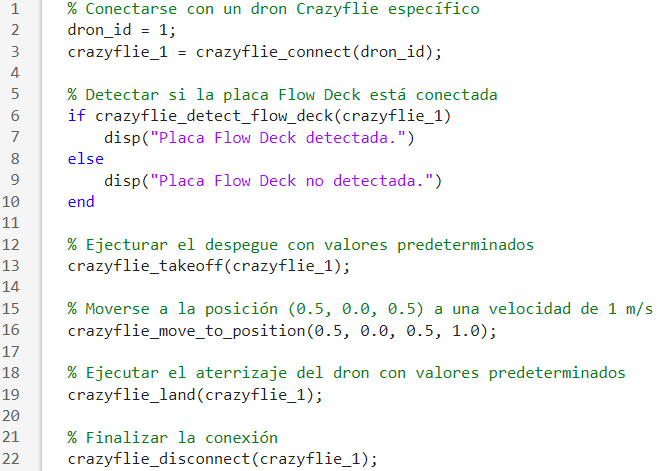 1 % Conectarse con un dron Crazyflie específico
2 dron_id = 1;
3 crazyflie_1 = crazyflie_connect(dron_id);
4
5 % Detectar si la placa Flow Deck está conectada
6 if crazyflie_detect_flow_deck(crazyflie_1)
7     disp("Placa Flow Deck detectada.")
8 else
9     disp("Placa Flow Deck no detectada.")
10 end
11
12 % Ejecturar el despegue con valores predeterminados
13 crazyflie_takeoff(crazyflie_1);
14
15 % Moverse a la posición (0.5, 0.0, 0.5) a una velocidad de 1 m/s
16 crazyflie_move_to_position(0.5, 0.0, 0.5, 1.0);
17
18 % Ejecutar el aterrizaje del dron con valores predeterminados
19 crazyflie_land(crazyflie_1);
20
21 % Finalizar la conexión
22 crazyflie_disconnect(crazyflie_1);